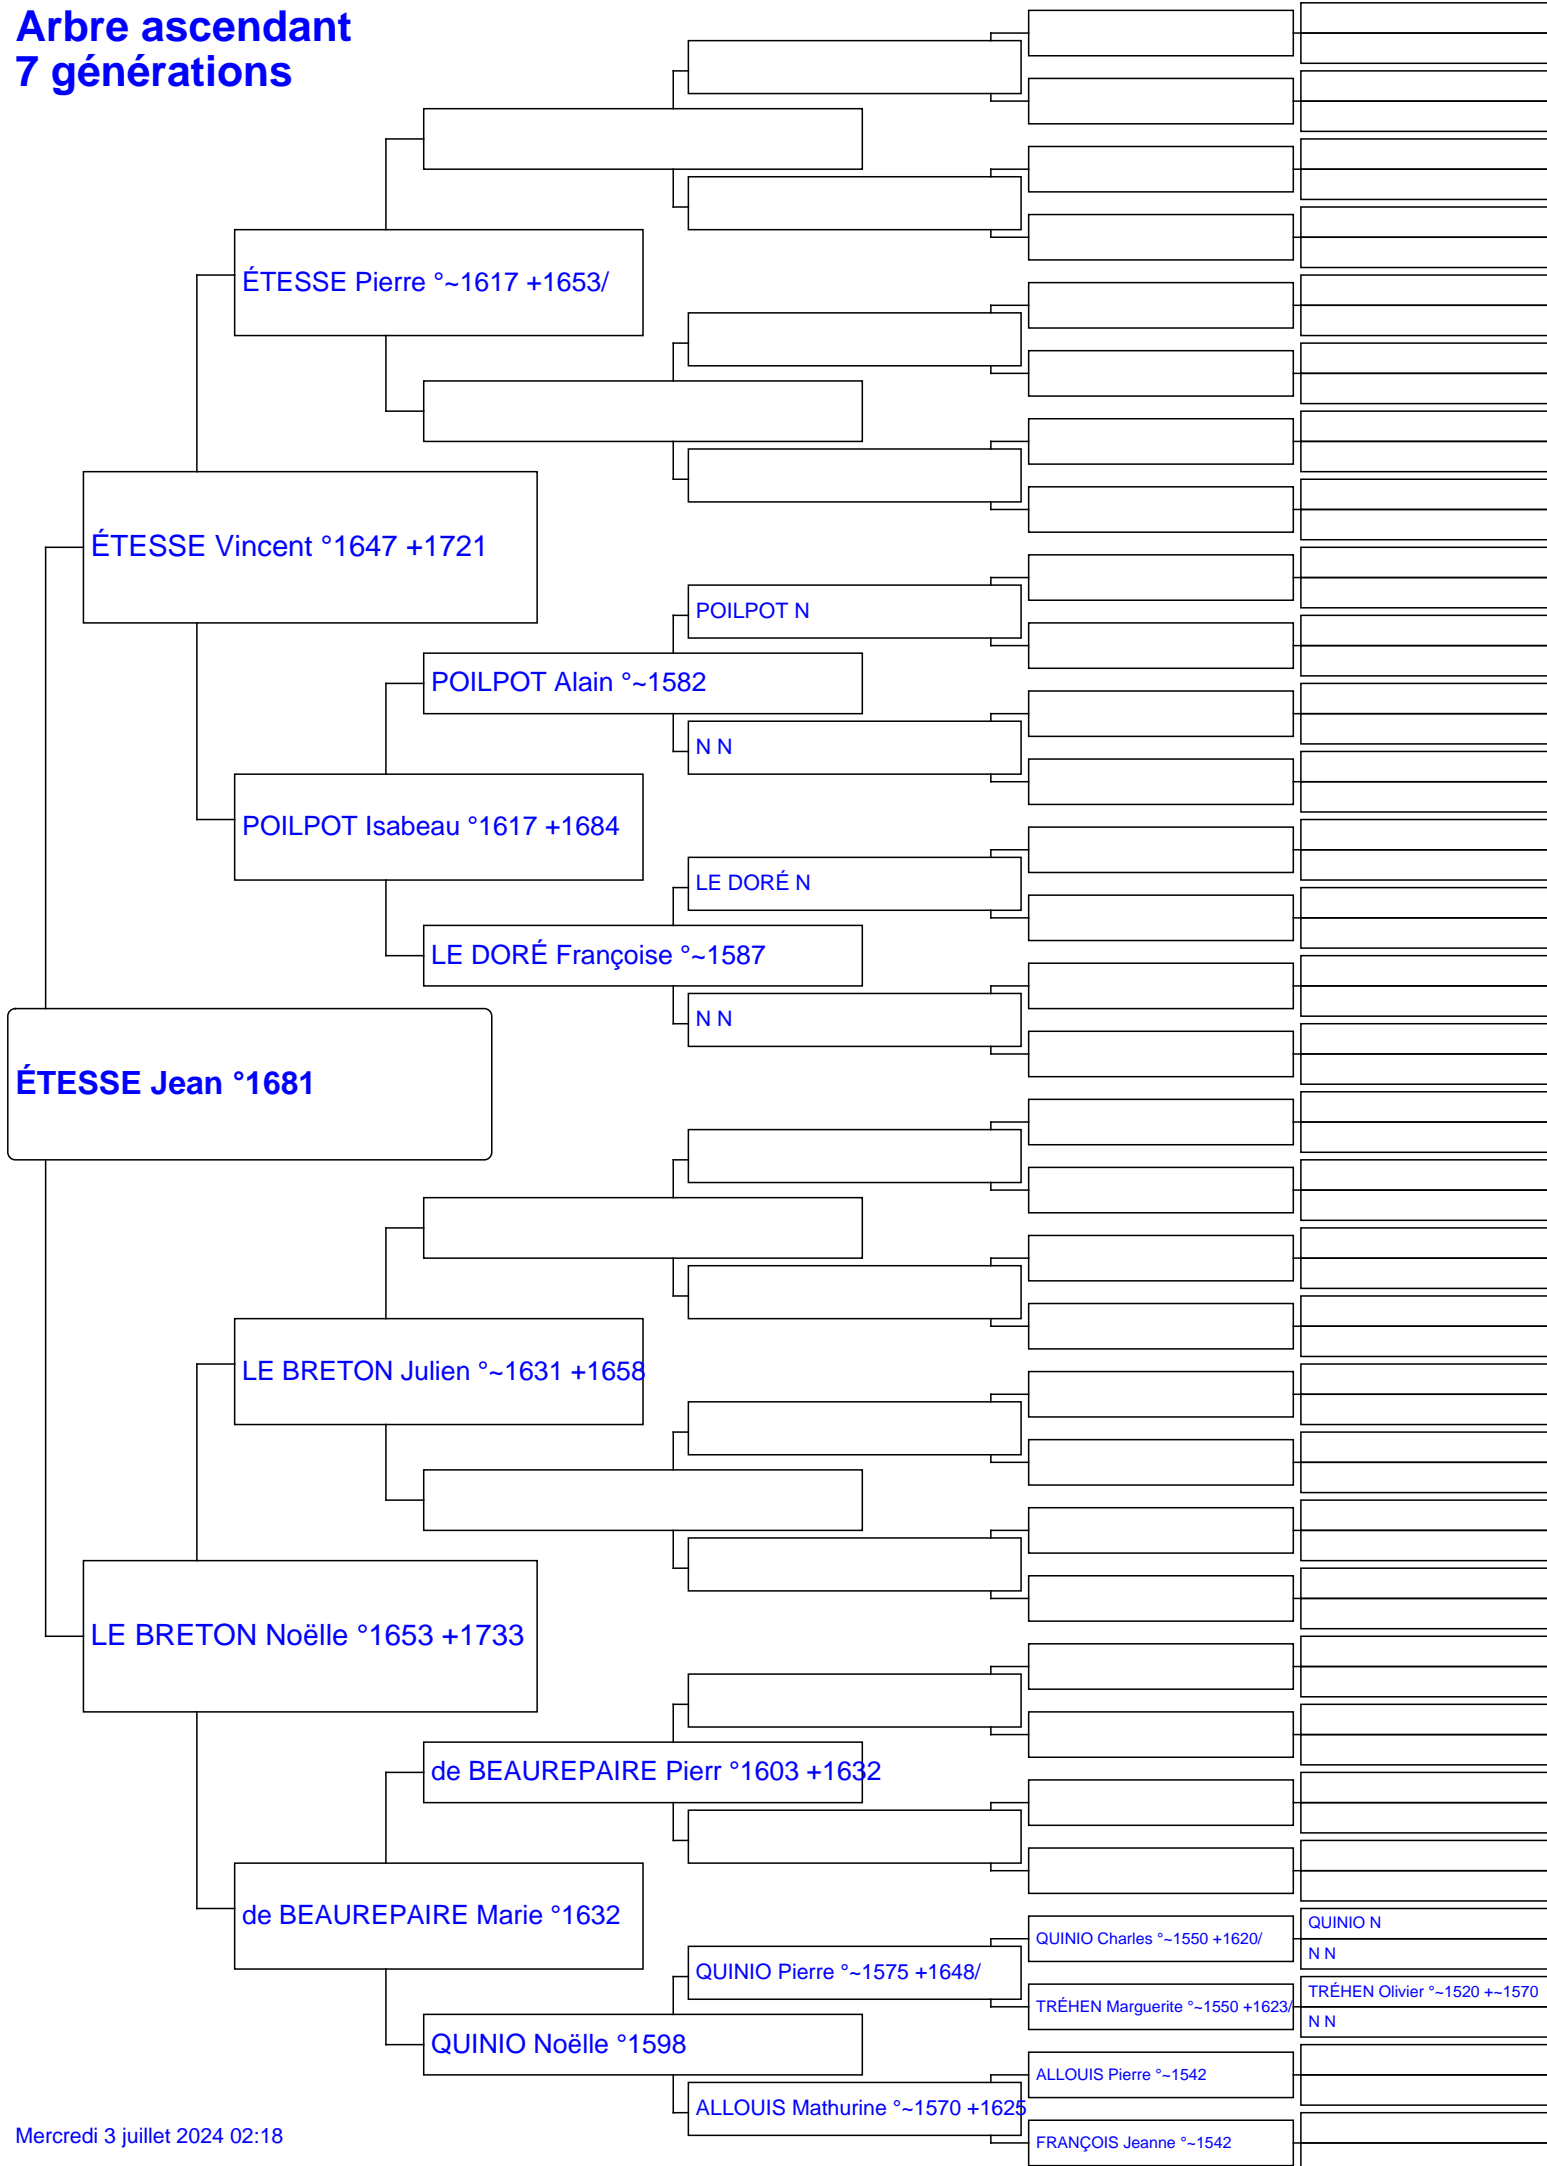 Arbre ascendant
7 générations
ÉTESSE Pierre °~1617 +1653/
ÉTESSE Vincent °1647 +1721
POILPOT N
POILPOT Alain °~1582
N N
POILPOT Isabeau °1617 +1684
LE DORÉ N
LE DORÉ Françoise °~1587
N N
ÉTESSE Jean °1681
LE BRETON Julien °~1631 +1658
LE BRETON Noëlle °1653 +1733
de BEAUREPAIRE Pierr °1603 +1632
de BEAUREPAIRE Marie °1632
QUINIO N
QUINIO Charles °~1550 +1620/
N N
QUINIO Pierre °~1575 +1648/
TRÉHEN Olivier °~1520 +~1570
TRÉHEN Marguerite °~1550 +1623/
N N
QUINIO Noëlle °1598
ALLOUIS Pierre °~1542
ALLOUIS Mathurine °~1570 +1625
FRANÇOIS Jeanne °~1542
Mercredi 3 juillet 2024 02:18